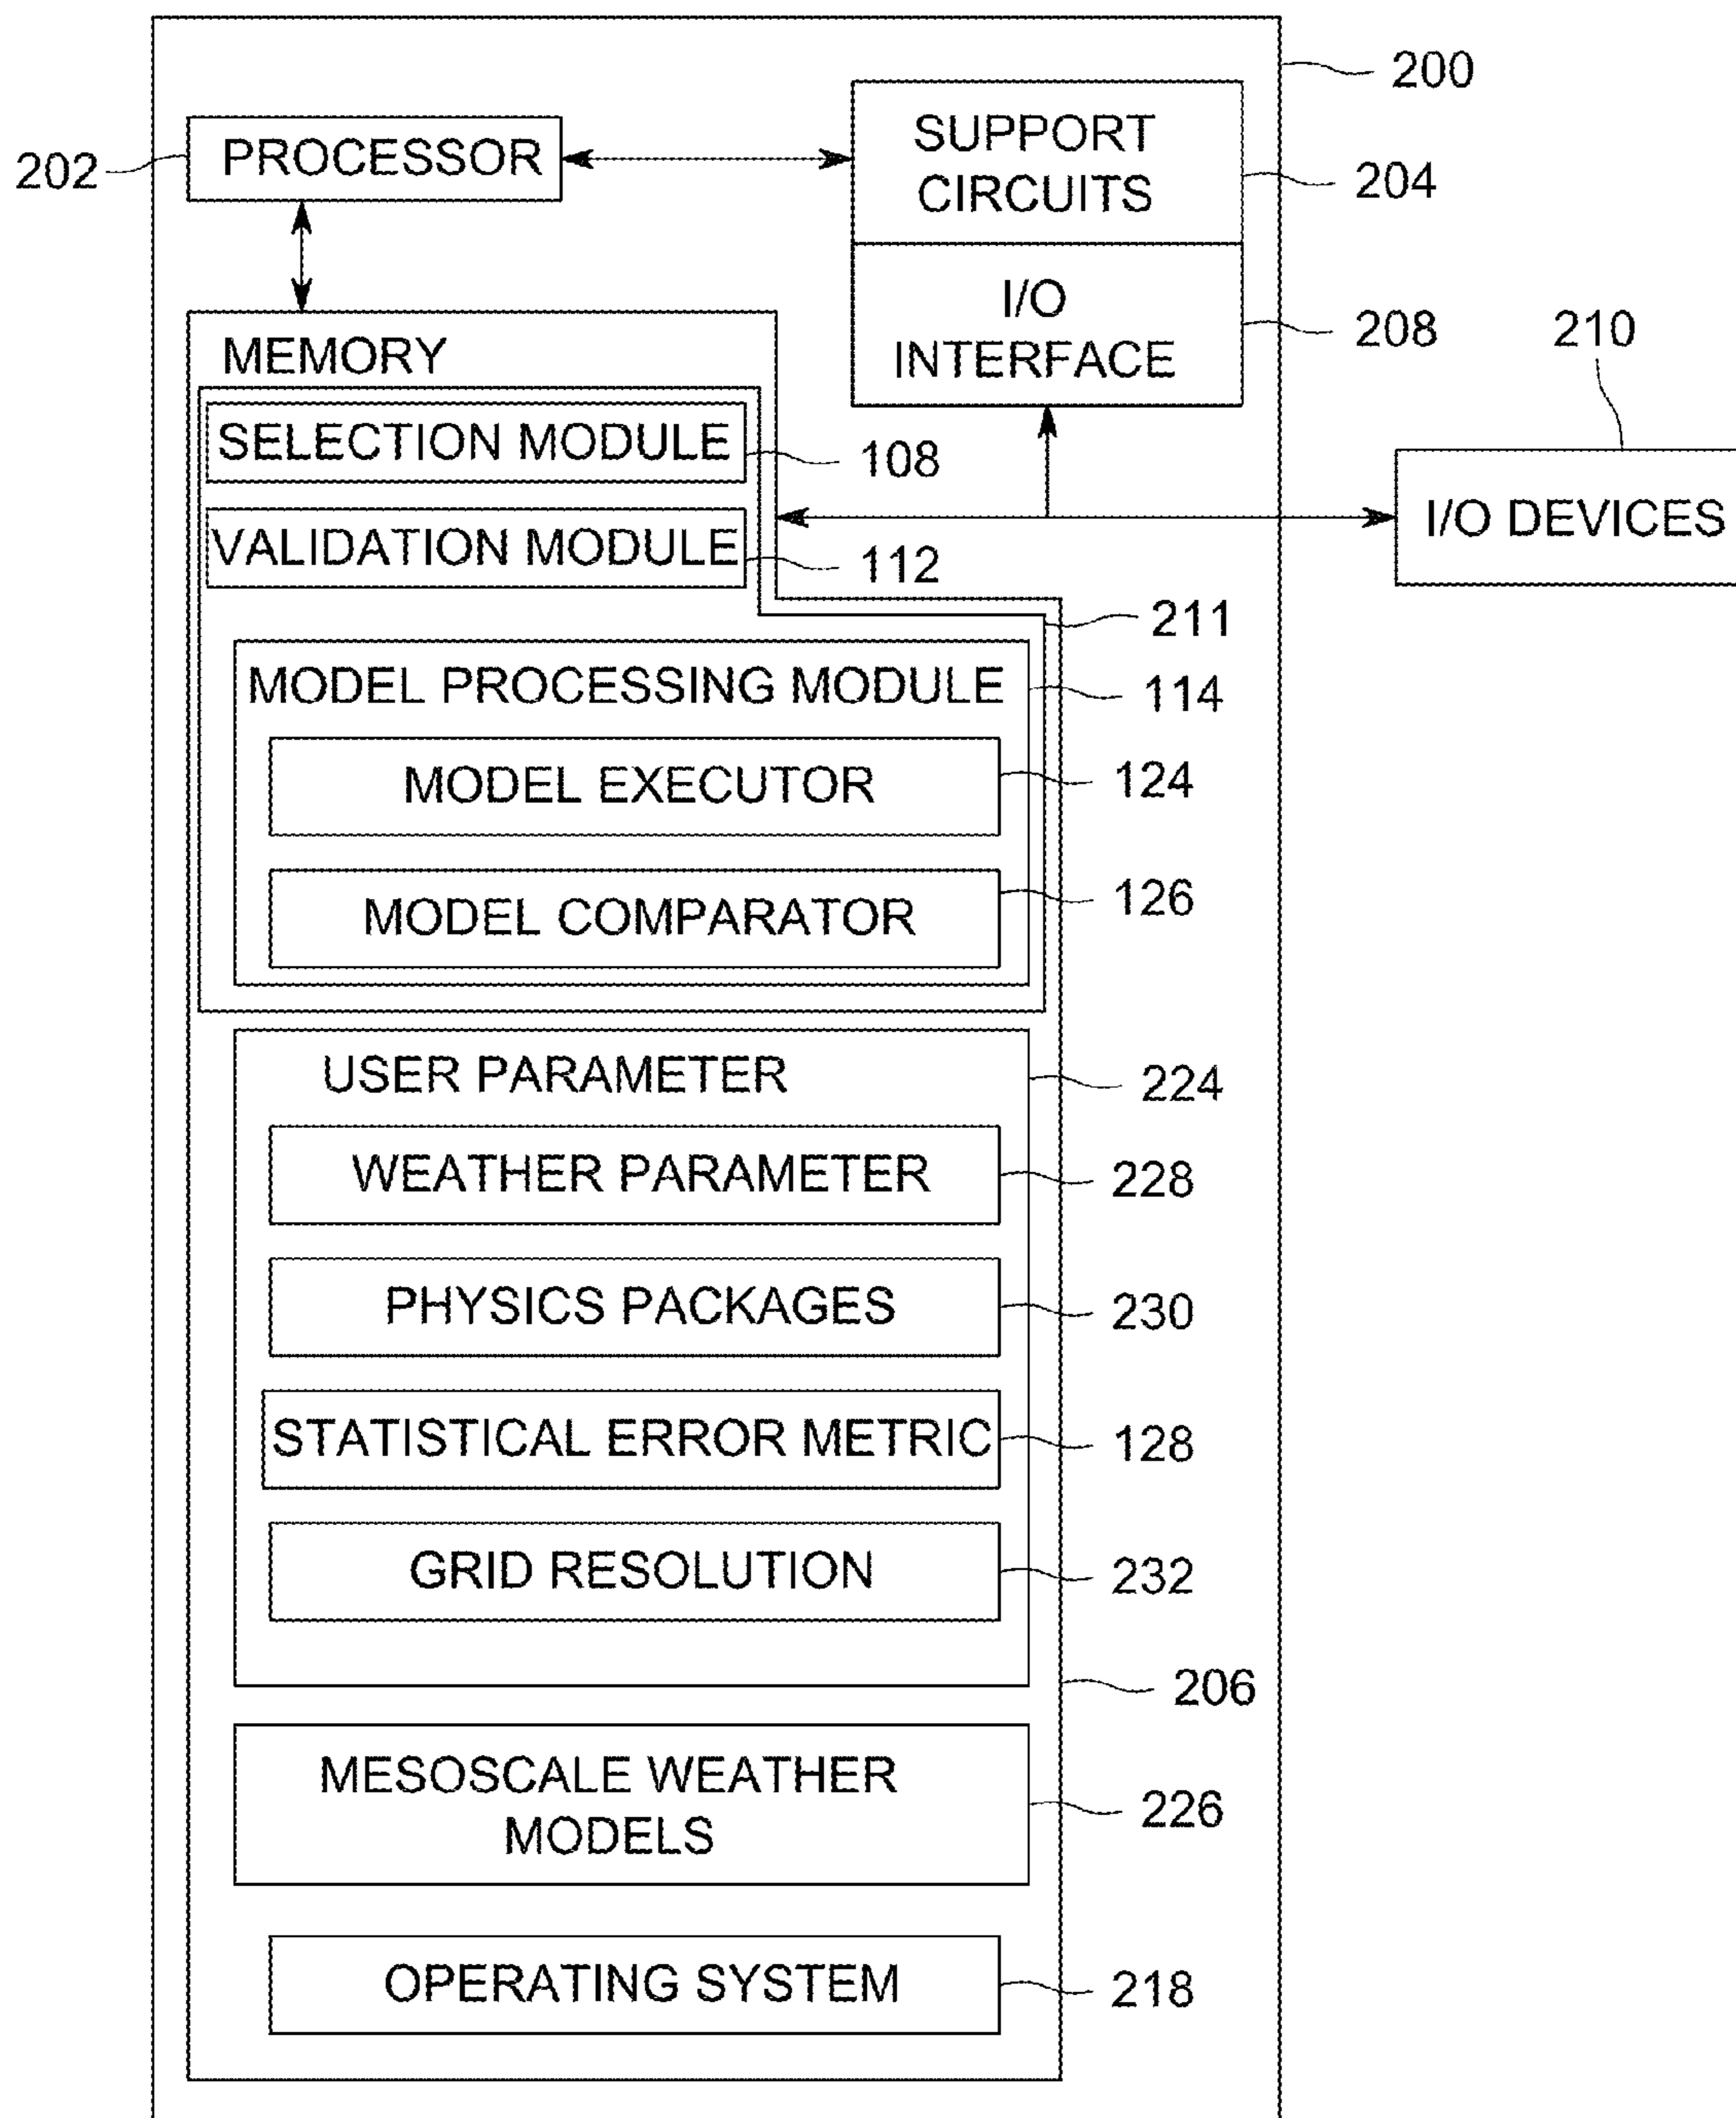 200
202
PROCESSOR
SUPPORT
CIRCUITS
204
I/O
INTERFACE
208
210
I/O DEVICES
MEMORY
SELECTION MODULE
108
VALIDATION MODULE
112
211
MODEL PROCESSING MODULE
114
MODEL EXECUTOR
124
MODEL COMPARATOR
126
USER PARAMETER
224
WEATHER PARAMETER
228
PHYSICS PACKAGES
230
STATISTICAL ERROR METRIC
128
GRID RESOLUTION
232
206
MESOSCALE WEATHER
MODELS
226
OPERATING SYSTEM
218